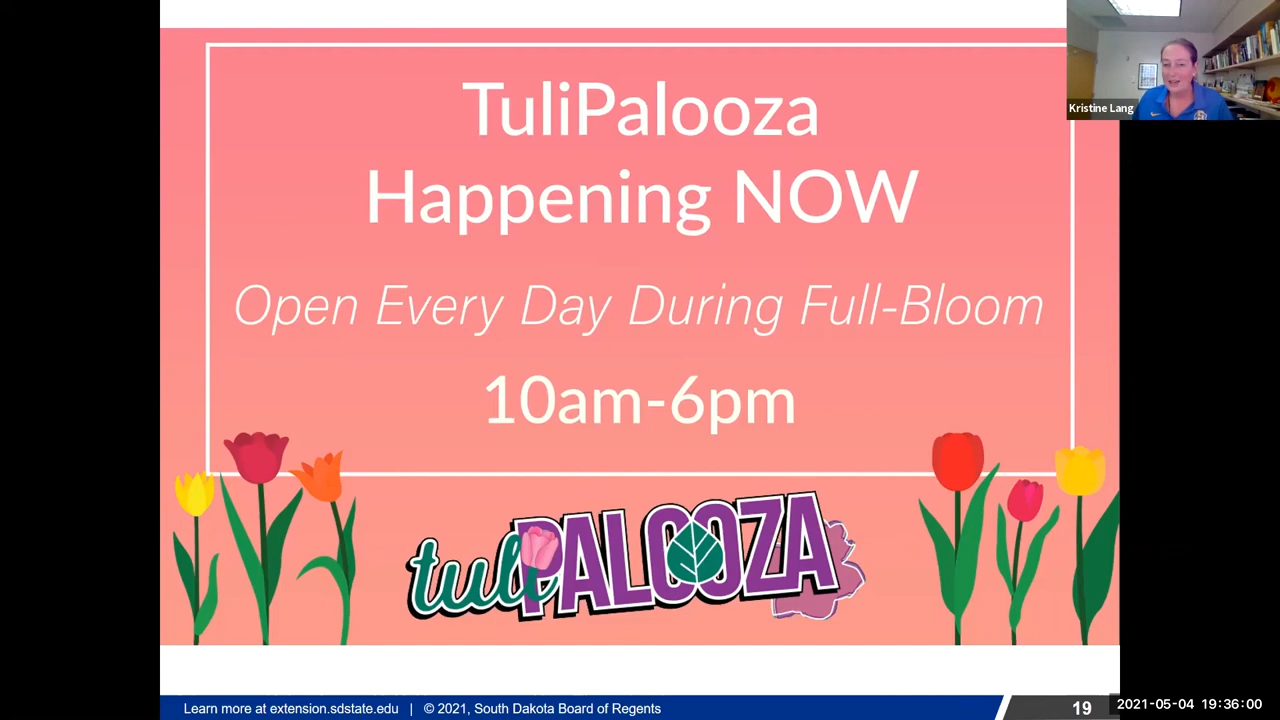 TuliPalooza
Happening NOW
Open Every Day During Full-Bloom
10am-6pm
tuliPALOOZA
Kristine Lang
Learn more at extension.sdstate.edu | © 2021, South Dakota Board of Regents
19
2021-05-04 19:36:00